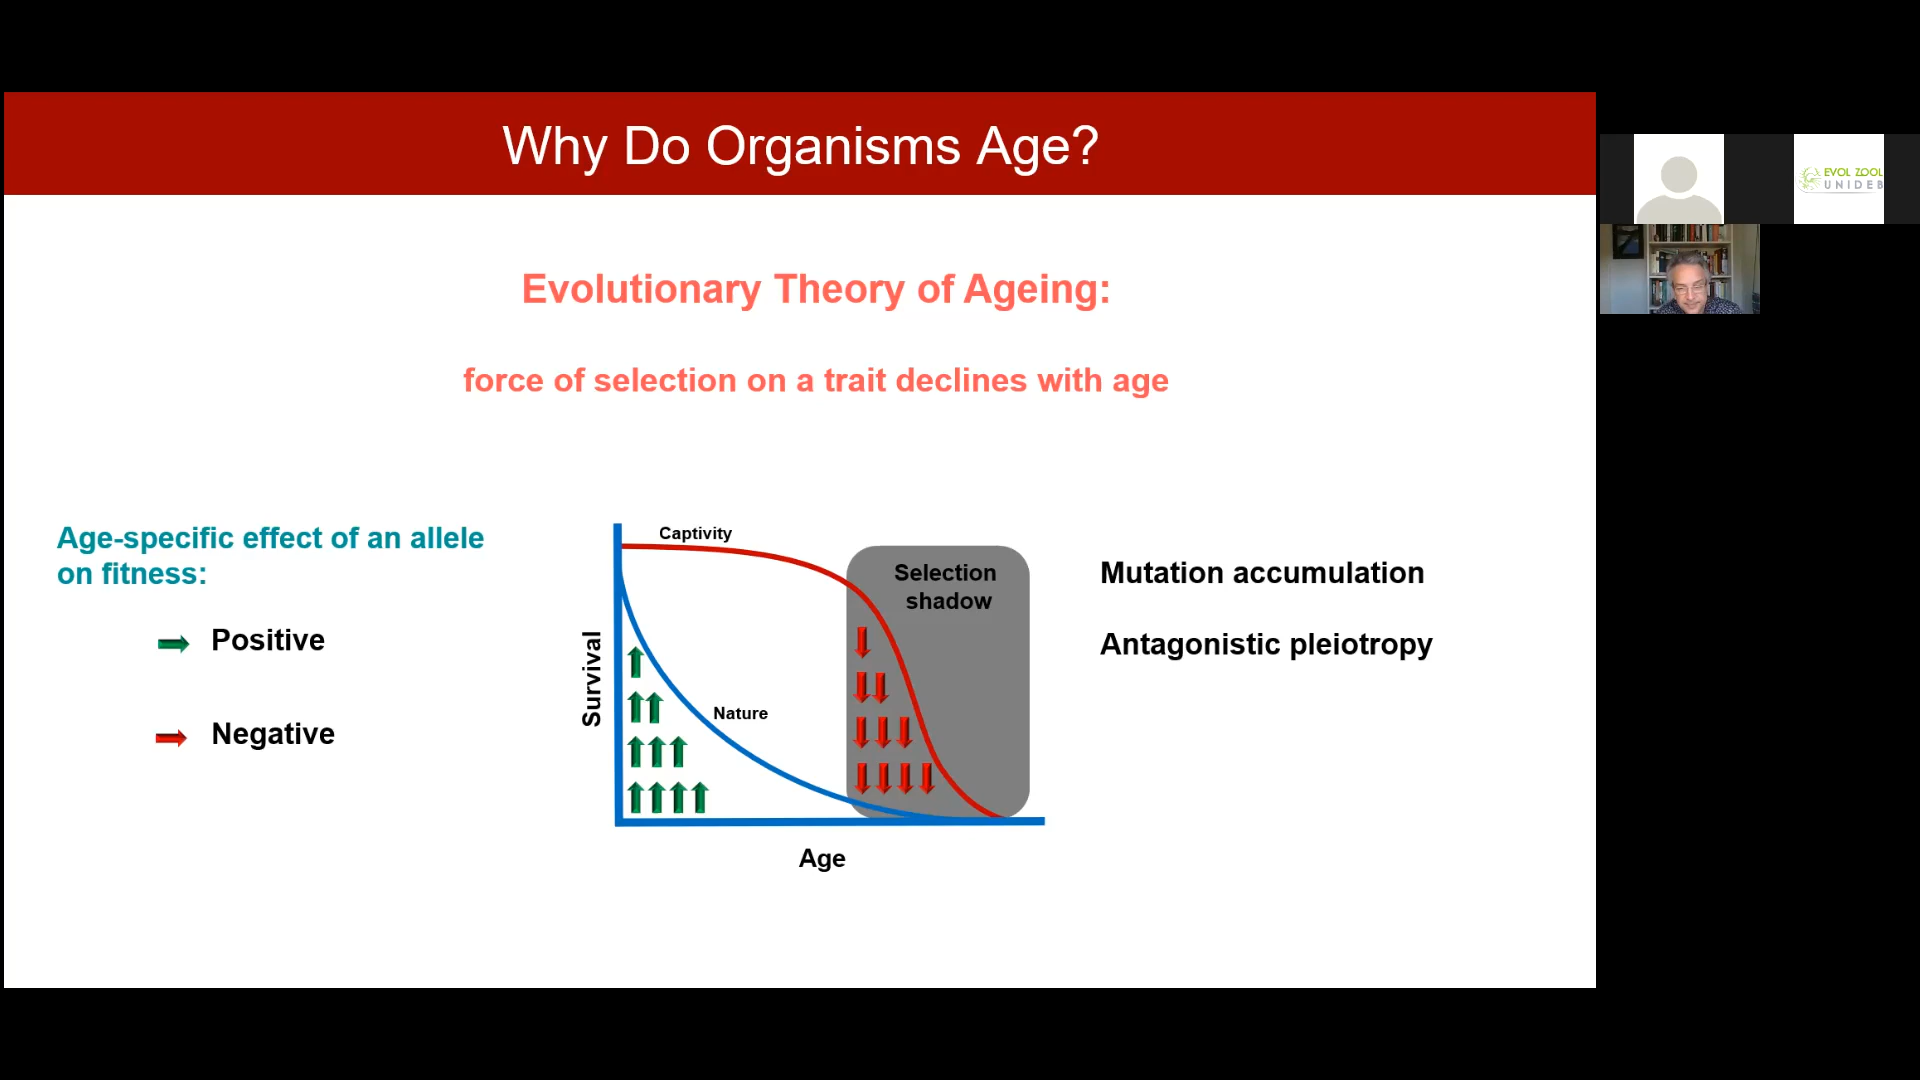 Why Do Organisms Age?
EVOL ZOOL
UNIDEB
Evolutionary Theory of Ageing:
force of selection on a trait declines with age
Age-specific effect of an allele
on fitness:
Positive
Negative
Captivity
Selection
shadow
Nature
Survival
Age
Mutation accumulation
Antagonistic pleiotropy